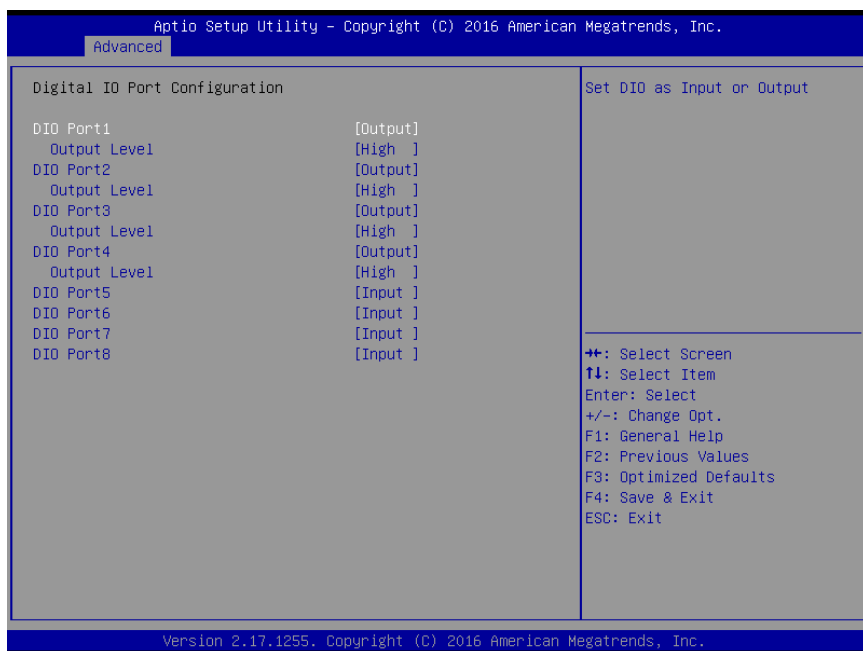 Aptio Setup Utility – Copyright (C) 2016 American Megatrends, Inc.
Advanced
Digital IO Port Configuration
DIO Port1 [Output]
Output Level [High ]
DIO Port2 [Output]
Output Level [High ]
DIO Port3 [Output]
Output Level [High ]
DIO Port4 [Output]
Output Level [High ]
DIO Port5 [Input ]
DIO Port6 [Input ]
DIO Port7 [Input ]
DIO Port8 [Input ]
Set DIO as Input or Output
→←: Select Screen
↑↓: Select Item
Enter: Select
+/-: Change Opt.
F1: General Help
F2: Previous Values
F3: Optimized Defaults
F4: Save & Exit
ESC: Exit
Version 2.17.1255. Copyright (C) 2016 American Megatrends, Inc.